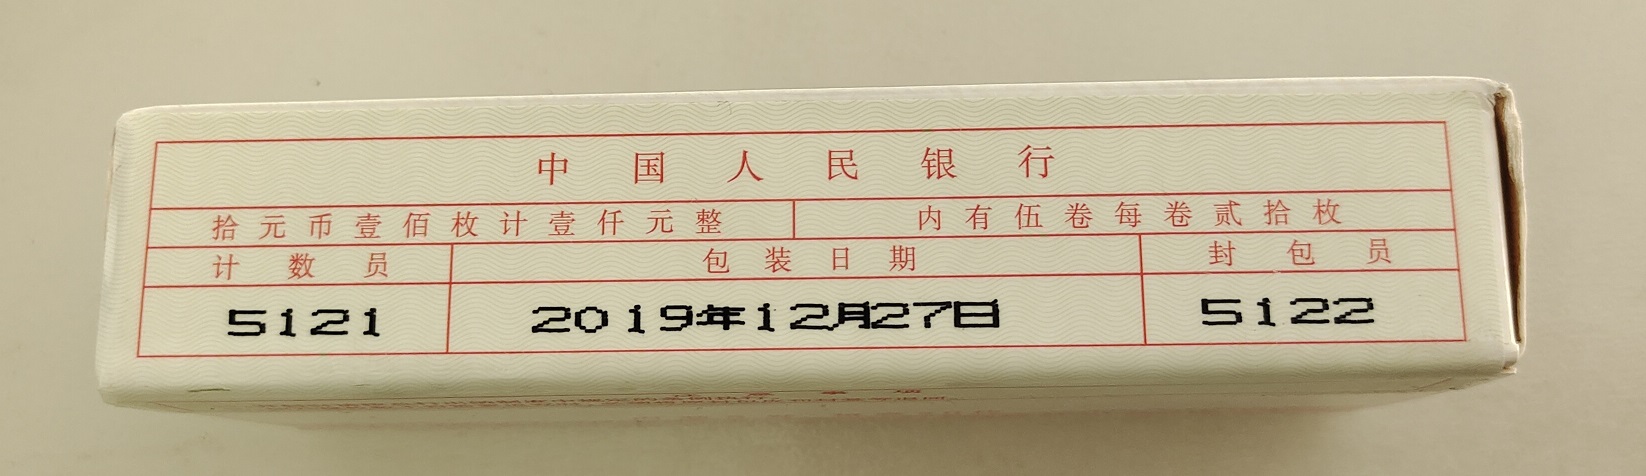 中国人民银行
拾元币壹佰枚计壹仟元整 内有伍卷每卷贰拾枚
计数员 包装日期 封包员
5121 2019年12月27日 5122